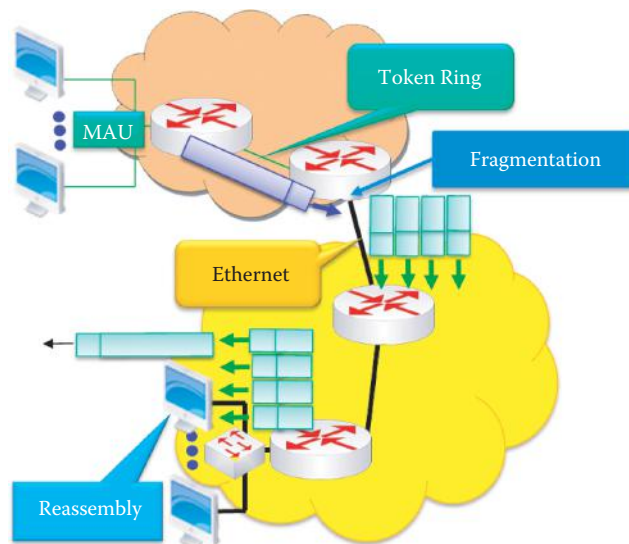 Token Ring
MAU
Fragmentation
Ethernet
Reassembly